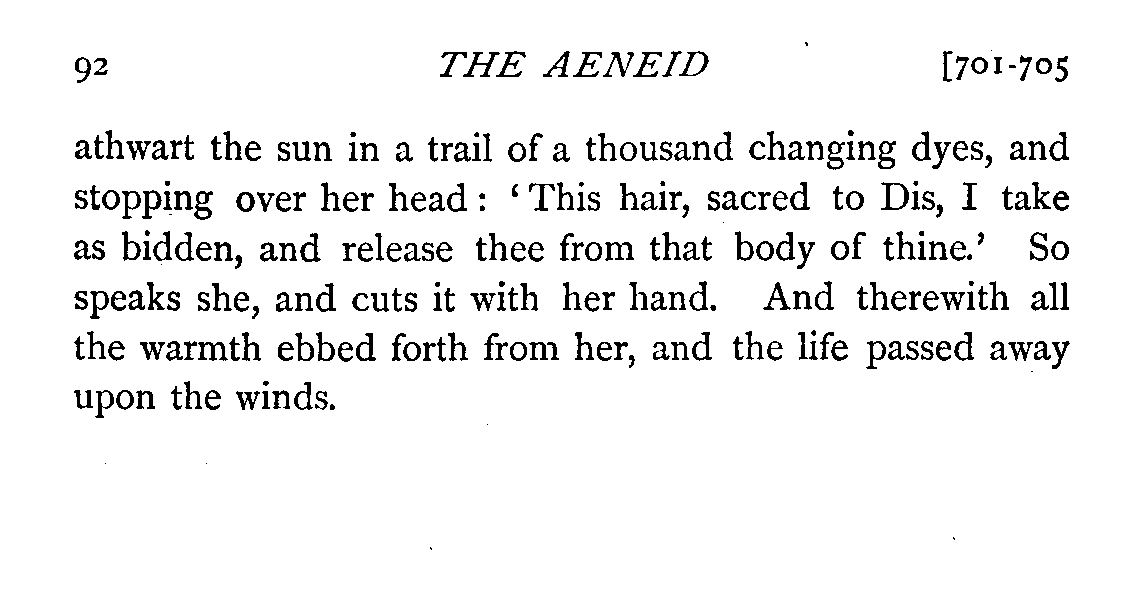 92 THE AENEID [701-705
athwart the sun in a trail of a thousand changing dyes, and
stopping over her head : ‘ This hair, sacred to Dis, I take
as bidden, and release thee from that body of thine.’ So
speaks she, and cuts it with her hand. And therewith all
the warmth ebbed forth from her, and the life passed away
upon the winds.